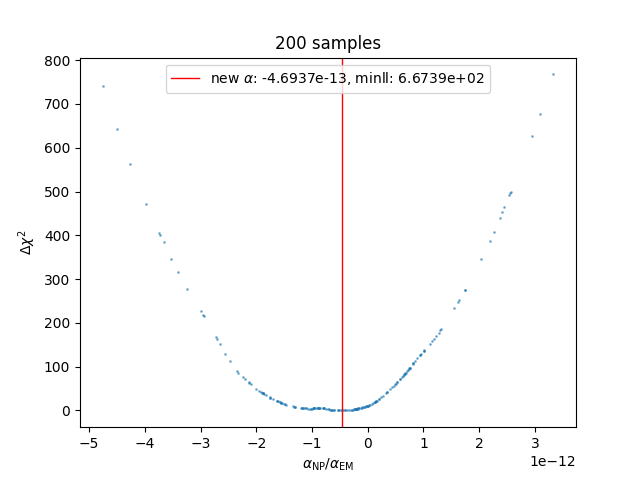 200 samples
new α: -4.6937e-13, minll: 6.6739e+02
800
700
600
500
400
300
200
100
0
Δχ²
−5 −4 −3 −2 −1 0 1 2 3
1e−12
α_NP/α_EM